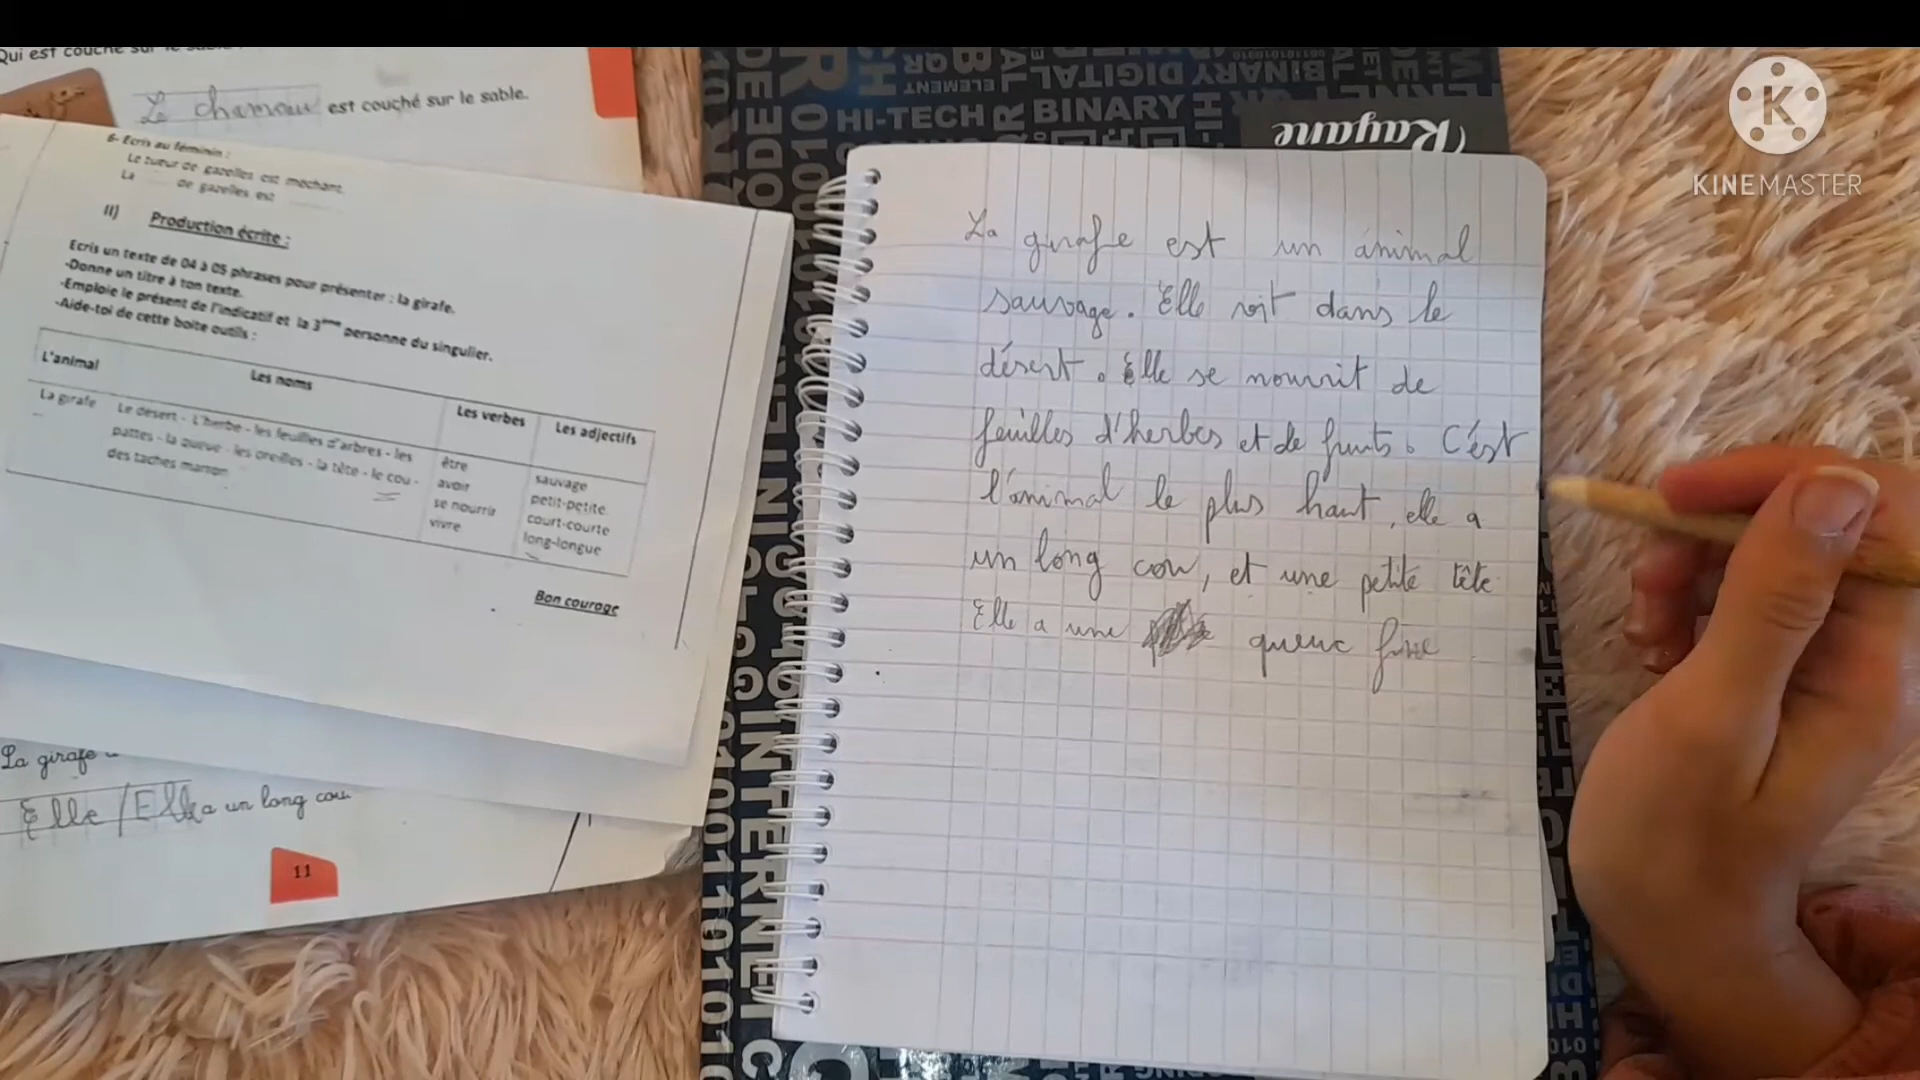 Qui est couché sur le sable
Le chameau est couché sur le sable.
6- Ecris au féminin :
Le tueur de gazelles est méchant.
La de gazelles est
II) Production écrite :
Ecris un texte de 04 à 05 phrases pour présenter : la girafe.
-Donne un titre à ton texte.
-Emploie le présent de l'indicatif et la 3ème personne du singulier.
-Aide-toi de cette boite outils :
L'animal
Les noms
Les verbes
Les adjectifs
La girafe
Le désert - L'herbe - les feuilles d'arbres - les
pattes - la queue - les oreilles - la tête - le cou -
des taches marron
être
avoir
se nourrir
vivre
sauvage
petit-petite
court-courte
long-longue
Bon courage
La girafe a
Elle / Elle a un long cou
11
HI-TECH
BINARY
DIGITAL
ELEMENT
INTERNET
Rayane
La girafe est un animal
sauvage. Elle vit dans le
désert. Elle se nourrit de
feuilles d'herbes et de fruits. C'est
l'animal le plus haut, elle a
un long cou, et une petite tête
Elle a une queue fine
K
KINEMASTER